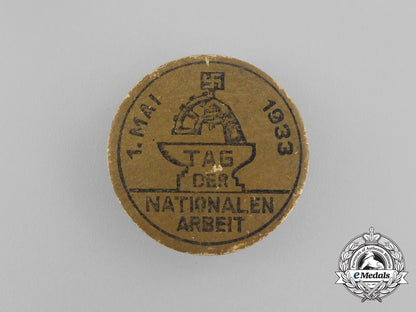 1. MAI 1933
TAG
DER
NATIONALEN
ARBEIT
eMedals